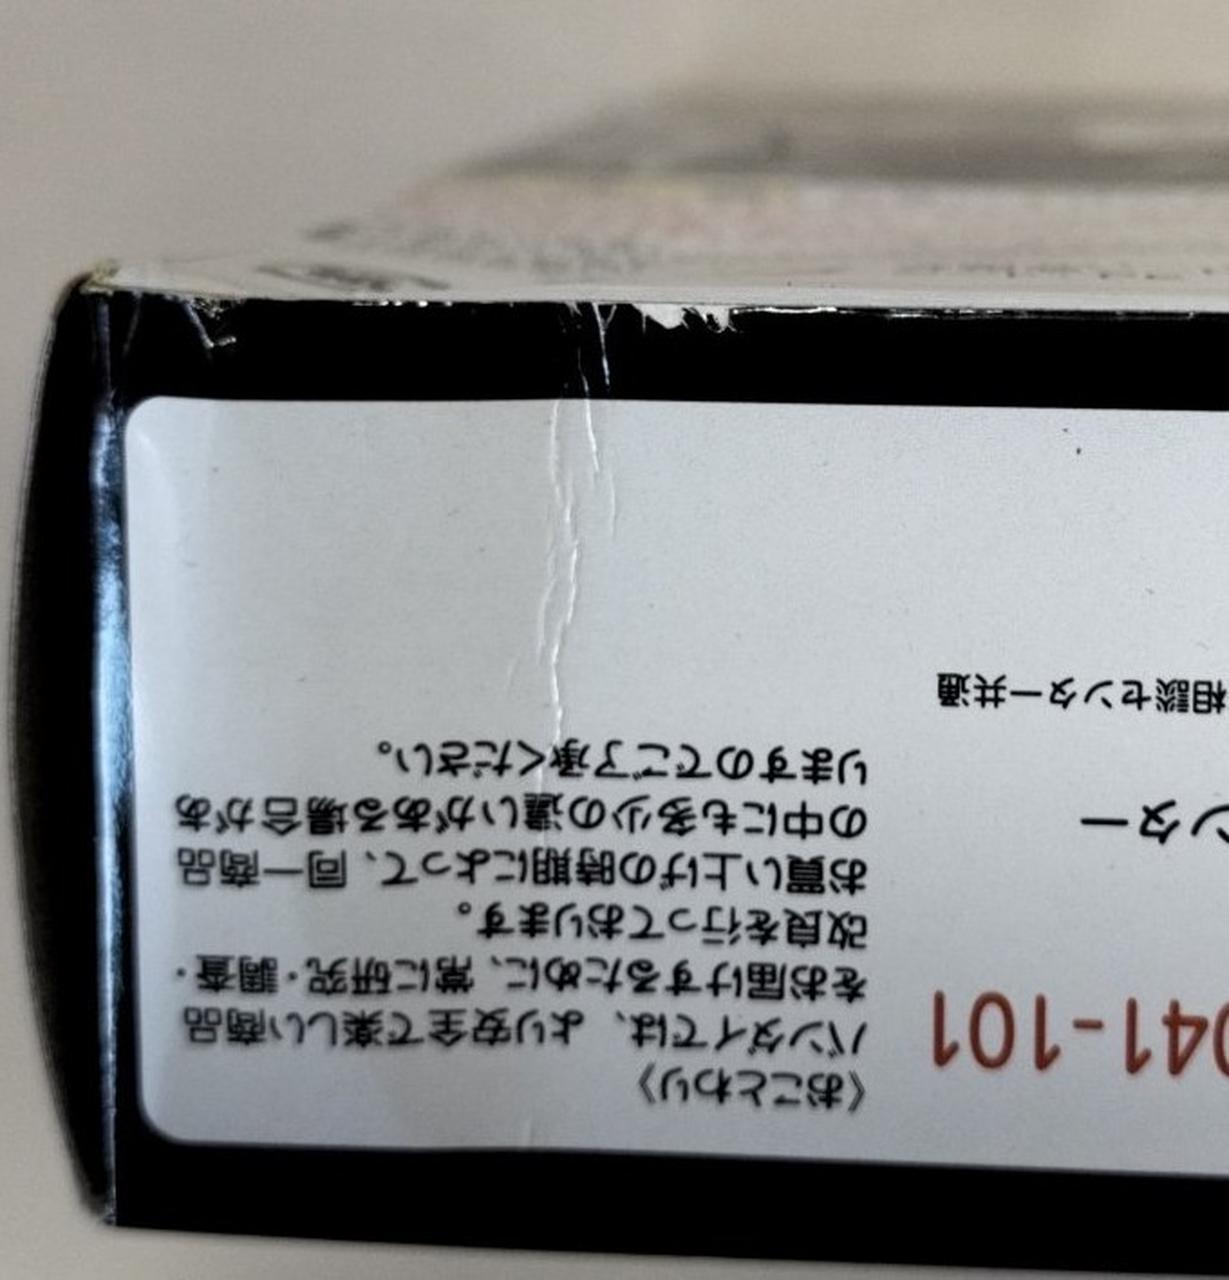 〈おことわり〉
バンダイでは、より安全で楽しい商品
をお届けするために、常に研究・調査・
改良を行っております。
お買い上げの時期によって、同一商品
の中にも多少の違いがある場合があ
りますのでご了承ください。
041-101
ンター
相談センター共通